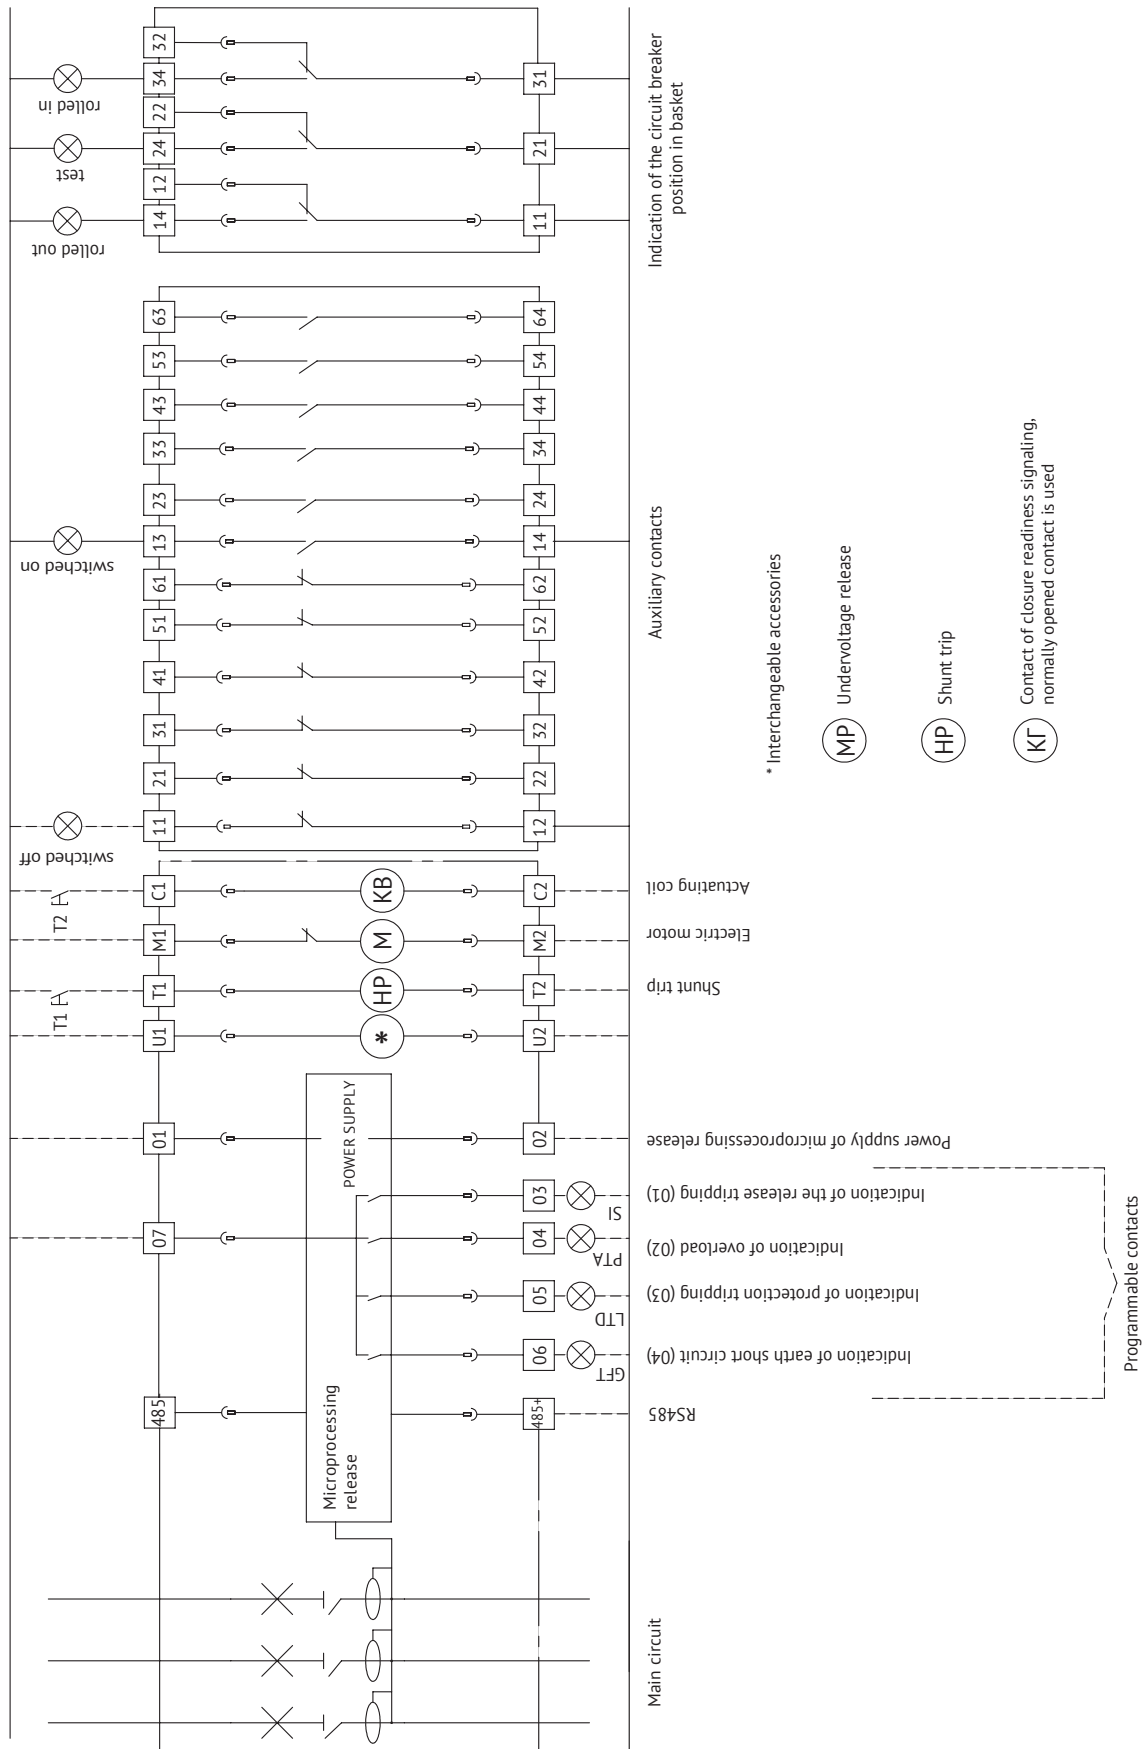 Main circuit
Microprocessing
release
POWER SUPPLY
485
07
01
U1
T1
M1
C1
11
21
31
41
51
61
13
23
33
43
53
63
14
12
24
22
34
32
T1
T2
switched off
switched on
rolled out
test
rolled in
*
HP
M
KB
485+
06
05
04
03
02
U2
T2
M2
C2
12
22
32
42
52
62
14
24
34
44
54
64
11
21
31
GFT
LTD
PTA
SI
RS485
Indication of earth short circuit (04)
Indication of protection tripping (03)
Indication of overload (02)
Indication of the release tripping (01)
Power supply of microprocessing release
Shunt trip
Electric motor
Actuating coil
Auxiliary contacts
Indication of the circuit breaker
position in basket
Programmable contacts
* Interchangeable accessories
MP Undervoltage release
HP Shunt trip
КГ Contact of closure readiness signaling,
normally opened contact is used